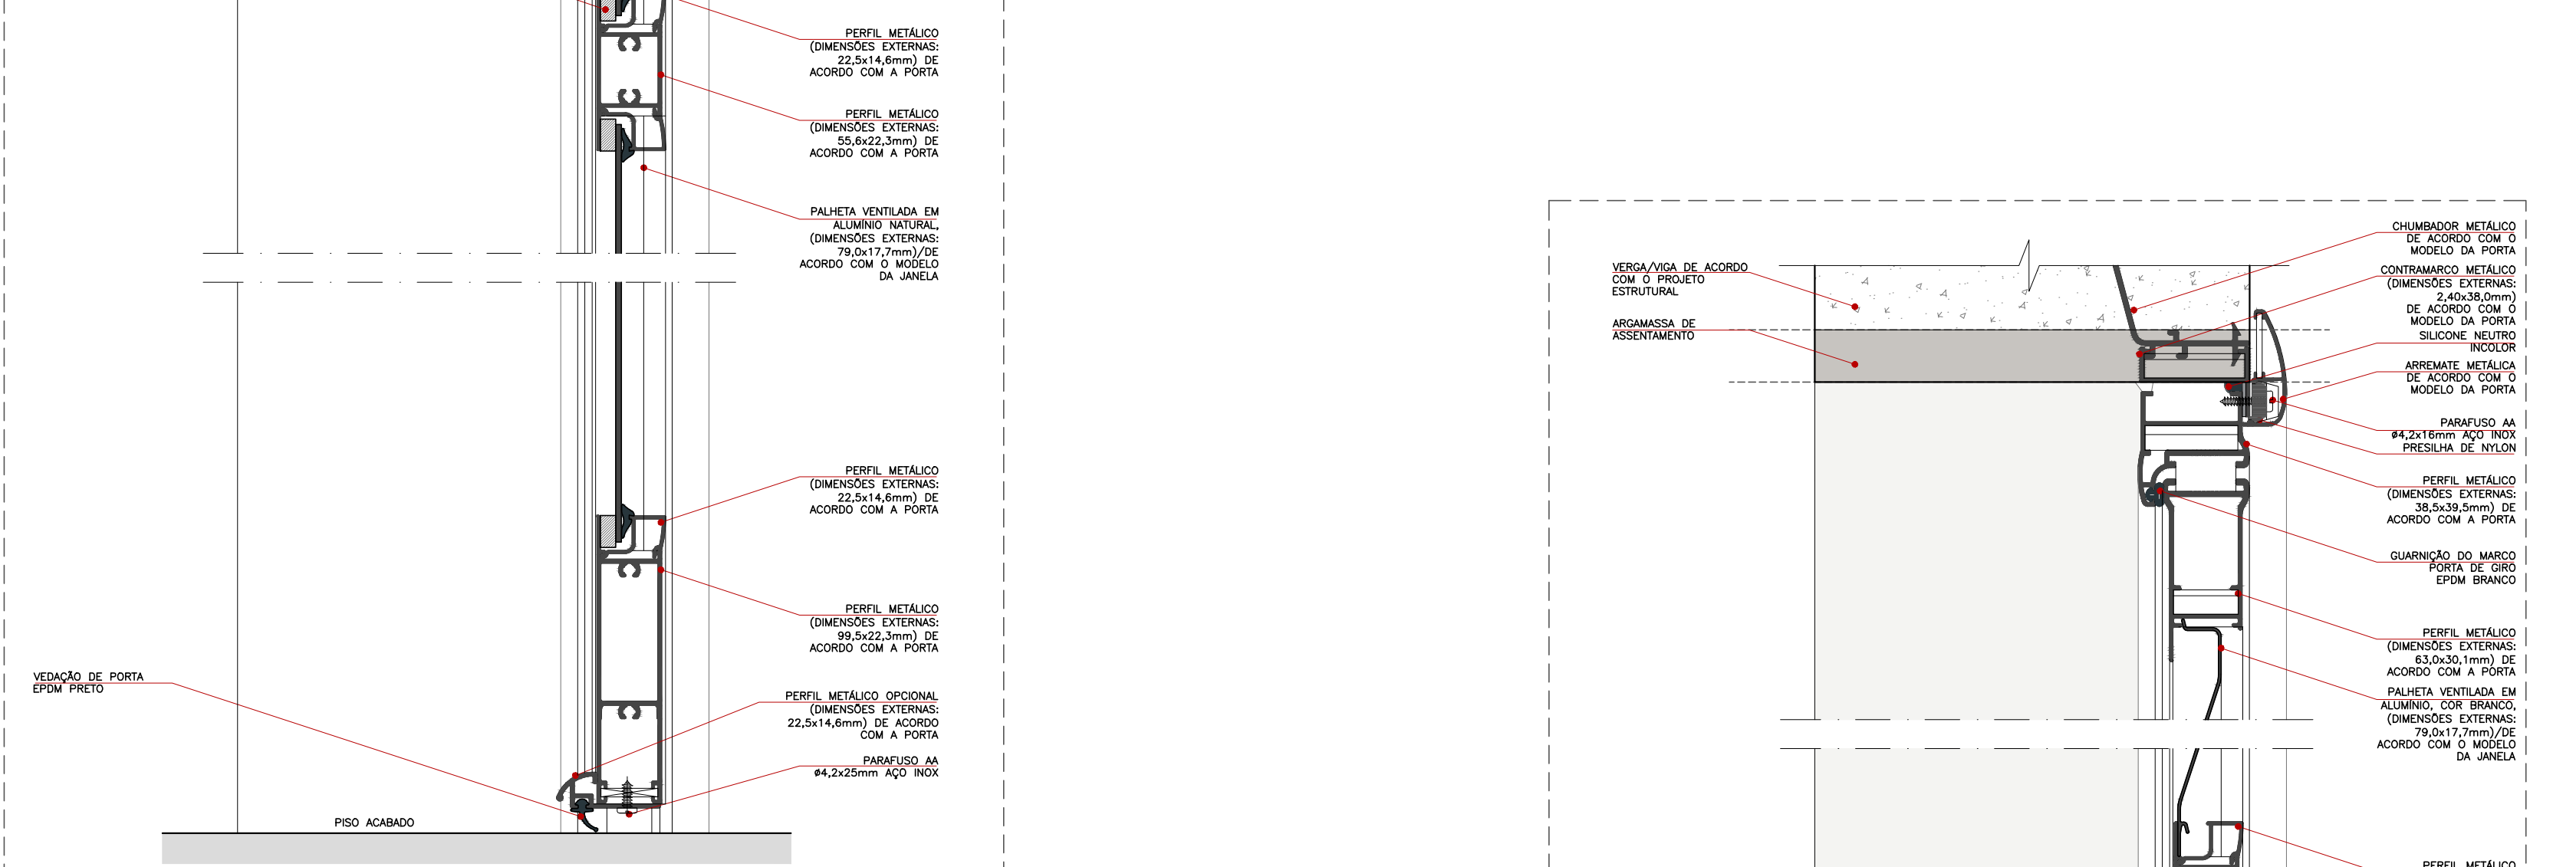 PERFIL METÁLICO
(DIMENSÕES EXTERNAS:
22,5x14,6mm) DE
ACORDO COM A PORTA
PERFIL METÁLICO
(DIMENSÕES EXTERNAS:
55,6x22,3mm) DE
ACORDO COM A PORTA
PALHETA VENTILADA EM
ALUMÍNIO NATURAL,
(DIMENSÕES EXTERNAS:
79,0x17,7mm)/DE
ACORDO COM O MODELO
DA JANELA
PERFIL METÁLICO
(DIMENSÕES EXTERNAS:
22,5x14,6mm) DE
ACORDO COM A PORTA
PERFIL METÁLICO
(DIMENSÕES EXTERNAS:
99,5x22,3mm) DE
ACORDO COM A PORTA
VEDAÇÃO DE PORTA
EPDM PRETO
PERFIL METÁLICO OPCIONAL
(DIMENSÕES EXTERNAS:
22,5x14,6mm) DE ACORDO
COM A PORTA
PARAFUSO AA
ø4,2x25mm AÇO INOX
PISO ACABADO
VERGA/VIGA DE ACORDO
COM O PROJETO
ESTRUTURAL
ARGAMASSA DE
ASSENTAMENTO
CHUMBADOR METÁLICO
DE ACORDO COM O
MODELO DA PORTA
CONTRAMARCO METÁLICO
(DIMENSÕES EXTERNAS:
2,40x38,0mm)
DE ACORDO COM O
MODELO DA PORTA
SILICONE NEUTRO
INCOLOR
ARREMATE METÁLICA
DE ACORDO COM O
MODELO DA PORTA
PARAFUSO AA
ø4,2x16mm AÇO INOX
PRESILHA DE NYLON
PERFIL METÁLICO
(DIMENSÕES EXTERNAS:
38,5x39,5mm) DE
ACORDO COM A PORTA
GUARNIÇÃO DO MARCO
PORTA DE GIRO
EPDM BRANCO
PERFIL METÁLICO
(DIMENSÕES EXTERNAS:
63,0x30,1mm) DE
ACORDO COM A PORTA
PALHETA VENTILADA EM
ALUMÍNIO, COR BRANCO,
(DIMENSÕES EXTERNAS:
79,0x17,7mm)/DE
ACORDO COM O MODELO
DA JANELA
PERFIL METÁLICO